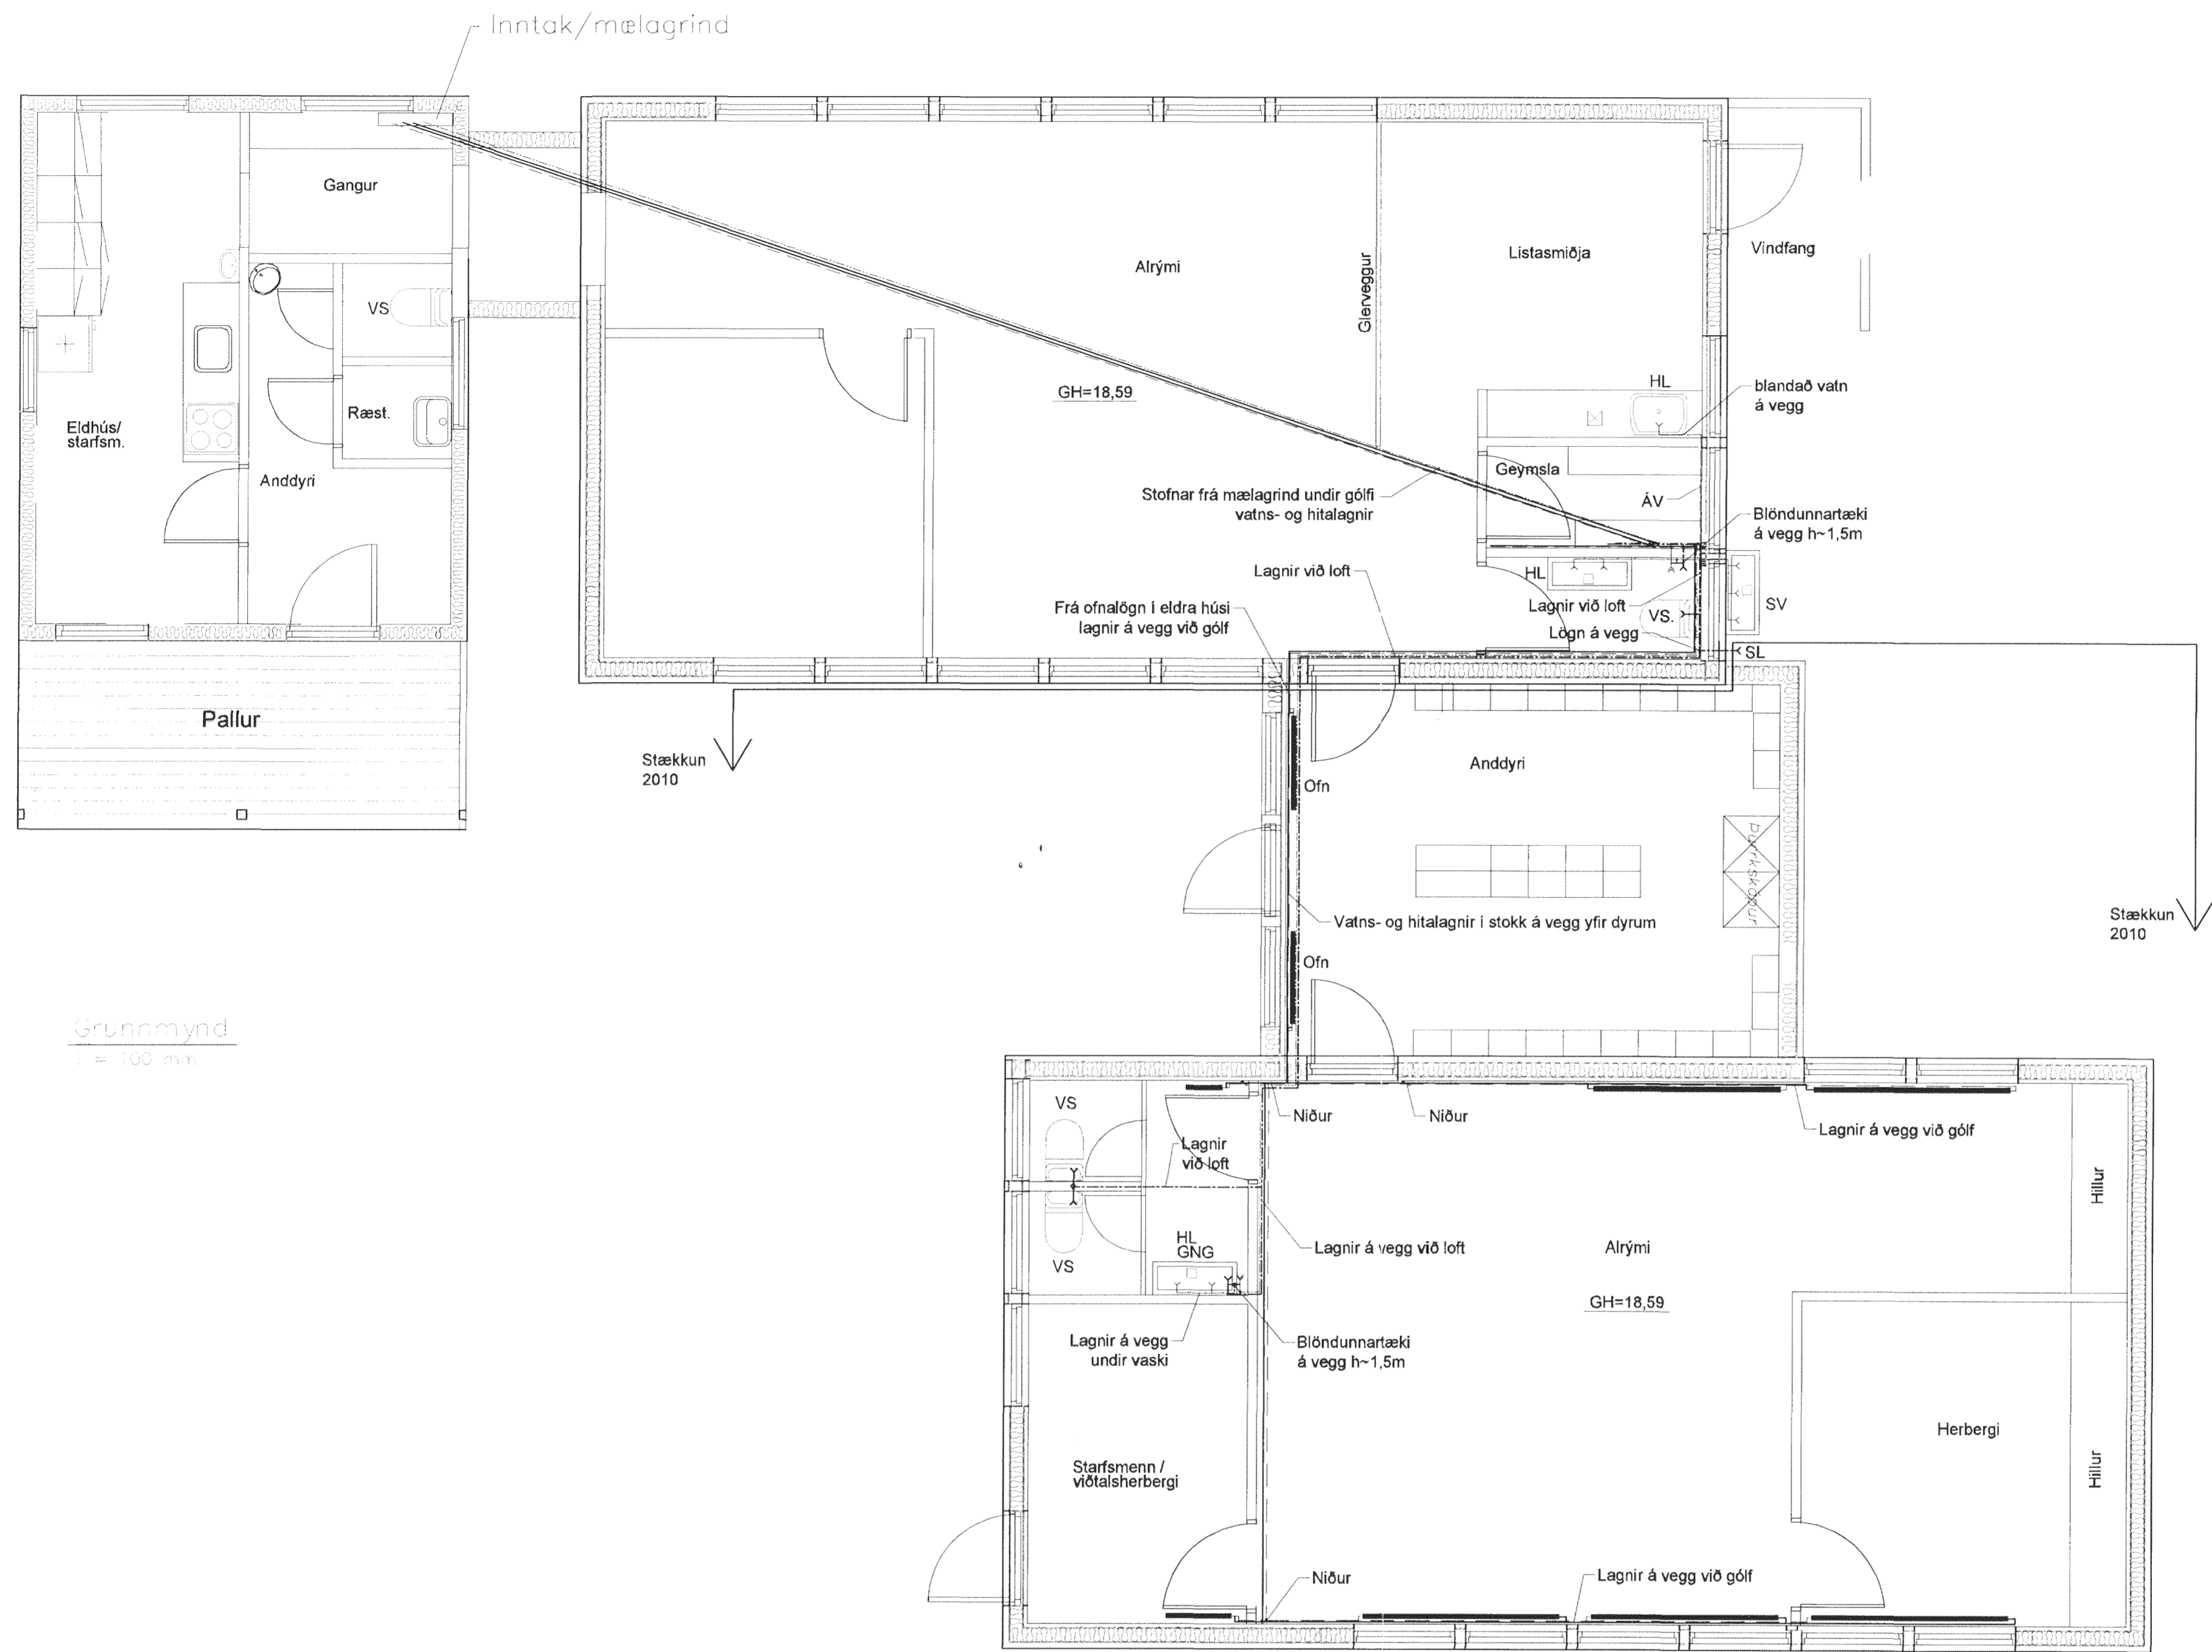 Inntak/mælagrind
Gangur
VS
Ræst.
Eldhús/
starfsm.
Anddyri
Pallur
Alrými
Glerveggur
Listasmiðja
Vindfang
GH=18,59
HL
blandað vatn
á vegg
Geymsla
ÁV
Stofnar frá mælagrind undir gólfi
vatns- og hitalagnir
Blöndunnartæki
á vegg h~1,5m
Lagnir við loft
HL
Lagnir við loft
VS.
SV
Frá ofnalögn í eldra húsi
lagnir á vegg við gólf
Lögn á vegg
SL
Stækkun
2010
Anddyri
Ofn
Þurrkskápur
Vatns- og hitalagnir í stokk á vegg yfir dyrum
Stækkun
2010
Ofn
Grunnmynd
1 = 100 mm
VS
Niður
Niður
Lagnir á vegg við gólf
Lagnir
við loft
Hillur
HL
GNG
Lagnir á vegg við loft
Alrými
VS
GH=18,59
Lagnir á vegg
undir vaski
Blöndunnartæki
á vegg h~1,5m
Herbergi
Starfsmenn /
viðtalsherbergi
Hillur
Niður
Lagnir á vegg við gólf